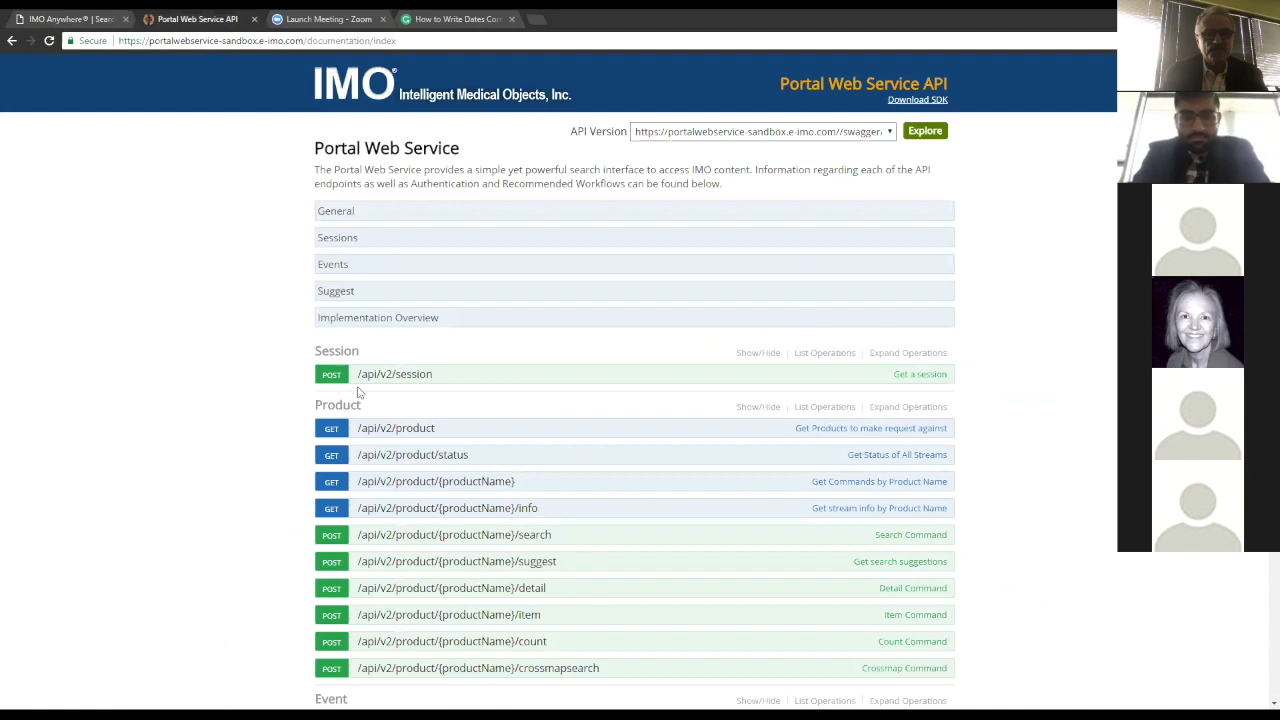 IMO Anywhere® | Sear
Portal Web Service API
Launch Meeting - Zoom
How to Write Dates Corr
Secure
https://portalwebservice-sandbox.e-imo.com/documentation/index
IMO® Intelligent Medical Objects, Inc.
Portal Web Service API
Download SDK
API Version
https://portalwebservice-sandbox.e-imo.com//swagger/
Explore
Portal Web Service
The Portal Web Service provides a simple yet powerful search interface to access IMO content. Information regarding each of the API
endpoints as well as Authentication and Recommended Workflows can be found below.
General
Sessions
Events
Suggest
Implementation Overview
Session
Show/Hide | List Operations | Expand Operations
POST /api/v2/session Get a session
Product
Show/Hide | List Operations | Expand Operations
GET /api/v2/product Get Products to make request against
GET /api/v2/product/status Get Status of All Streams
GET /api/v2/product/{productName} Get Commands by Product Name
GET /api/v2/product/{productName}/info Get stream info by Product Name
POST /api/v2/product/{productName}/search Search Command
POST /api/v2/product/{productName}/suggest Get search suggestions
POST /api/v2/product/{productName}/detail Detail Command
POST /api/v2/product/{productName}/item Item Command
POST /api/v2/product/{productName}/count Count Command
POST /api/v2/product/{productName}/crossmapsearch Crossmap Command
Event
Show/Hide | List Operations | Expand Operations